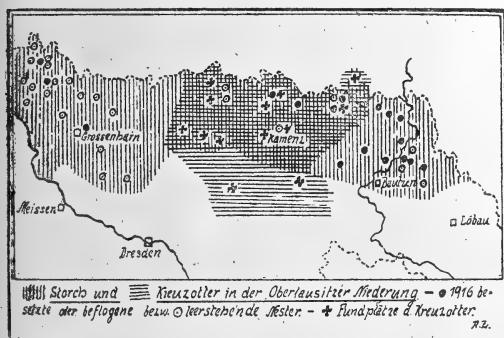 Grossenhain
Kamenz
Bautzen
Meissen
Löbau
Dresden
Storch und Kreuzotter in der Oberlausitzer Niederung – 1916 be-
setzte oder beflogene bezw. leerstehende Nester. – Fundplätze d. Kreuzotter.